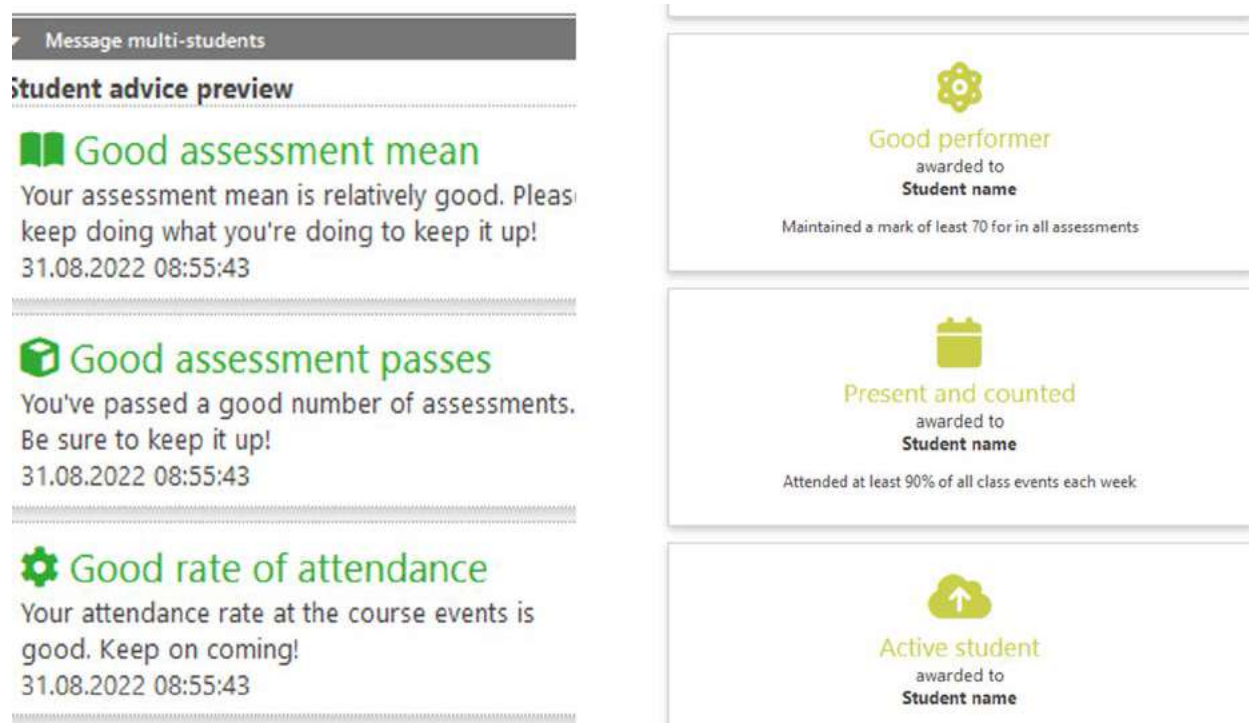 Message multi-students
Student advice preview
Good assessment mean
Your assessment mean is relatively good. Please
keep doing what you're doing to keep it up!
31.08.2022 08:55:43
Good assessment passes
You've passed a good number of assessments.
Be sure to keep it up!
31.08.2022 08:55:43
Good rate of attendance
Your attendance rate at the course events is
good. Keep on coming!
31.08.2022 08:55:43
Good performer
awarded to
Student name
Maintained a mark of least 70 for in all assessments
Present and counted
awarded to
Student name
Attended at least 90% of all class events each week
Active student
awarded to
Student name